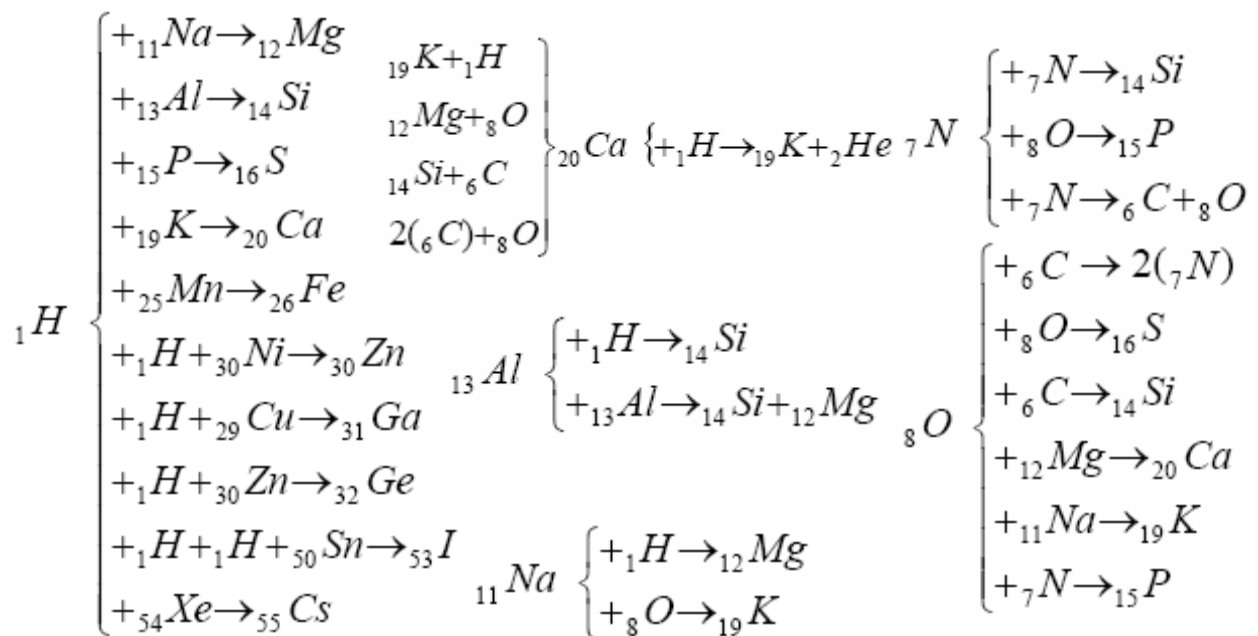 ₁H
+₁₁Na→₁₂Mg
+₁₃Al→₁₄Si
+₁₅P→₁₆S
+₁₉K→₂₀Ca
+₂₅Mn→₂₆Fe
+₁H+₃₀Ni→₃₀Zn
+₁H+₂₉Cu→₃₁Ga
+₁H+₃₀Zn→₃₂Ge
+₁H+₁H+₅₀Sn→₅₃I
+₅₄Xe→₅₅Cs
₁₉K+₁H
₁₂Mg+₈O
₁₄Si+₆C
2(₆C)+₈O
₂₀Ca {+₁H→₁₉K+₂He
₁₃Al
+₁H→₁₄Si
+₁₃Al→₁₄Si+₁₂Mg
₁₁Na
+₁H→₁₂Mg
+₈O→₁₉K
₇N
+₇N→₁₄Si
+₈O→₁₅P
+₇N→₆C+₈O
₈O
+₆C→2(₇N)
+₈O→₁₆S
+₆C→₁₄Si
+₁₂Mg→₂₀Ca
+₁₁Na→₁₉K
+₇N→₁₅P